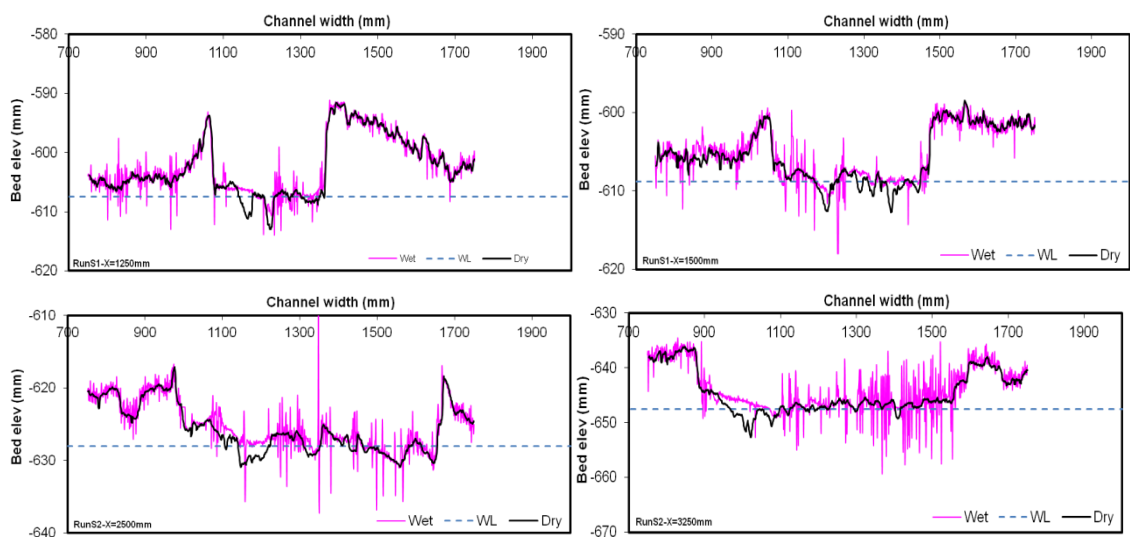 Channel width (mm)
-580
700 900 1100 1300 1500 1700 1900
-590
-600
-610
-620
Bed elev (mm)
RunS1-X=1250mm
Wet WL Dry
Channel width (mm)
-590
700 900 1100 1300 1500 1700 1900
-600
-610
-620
Bed elev (mm)
RunS1-X=1500mm
Wet WL Dry
Channel width (mm)
-610
700 900 1100 1300 1500 1700 1900
-620
-630
-640
Bed elev (mm)
RunS2-X=2500mm
Wet WL Dry
Channel width (mm)
-630
700 900 1100 1300 1500 1700 1900
-640
-650
-660
-670
Bed elev (mm)
RunS2-X=3250mm
Wet WL Dry